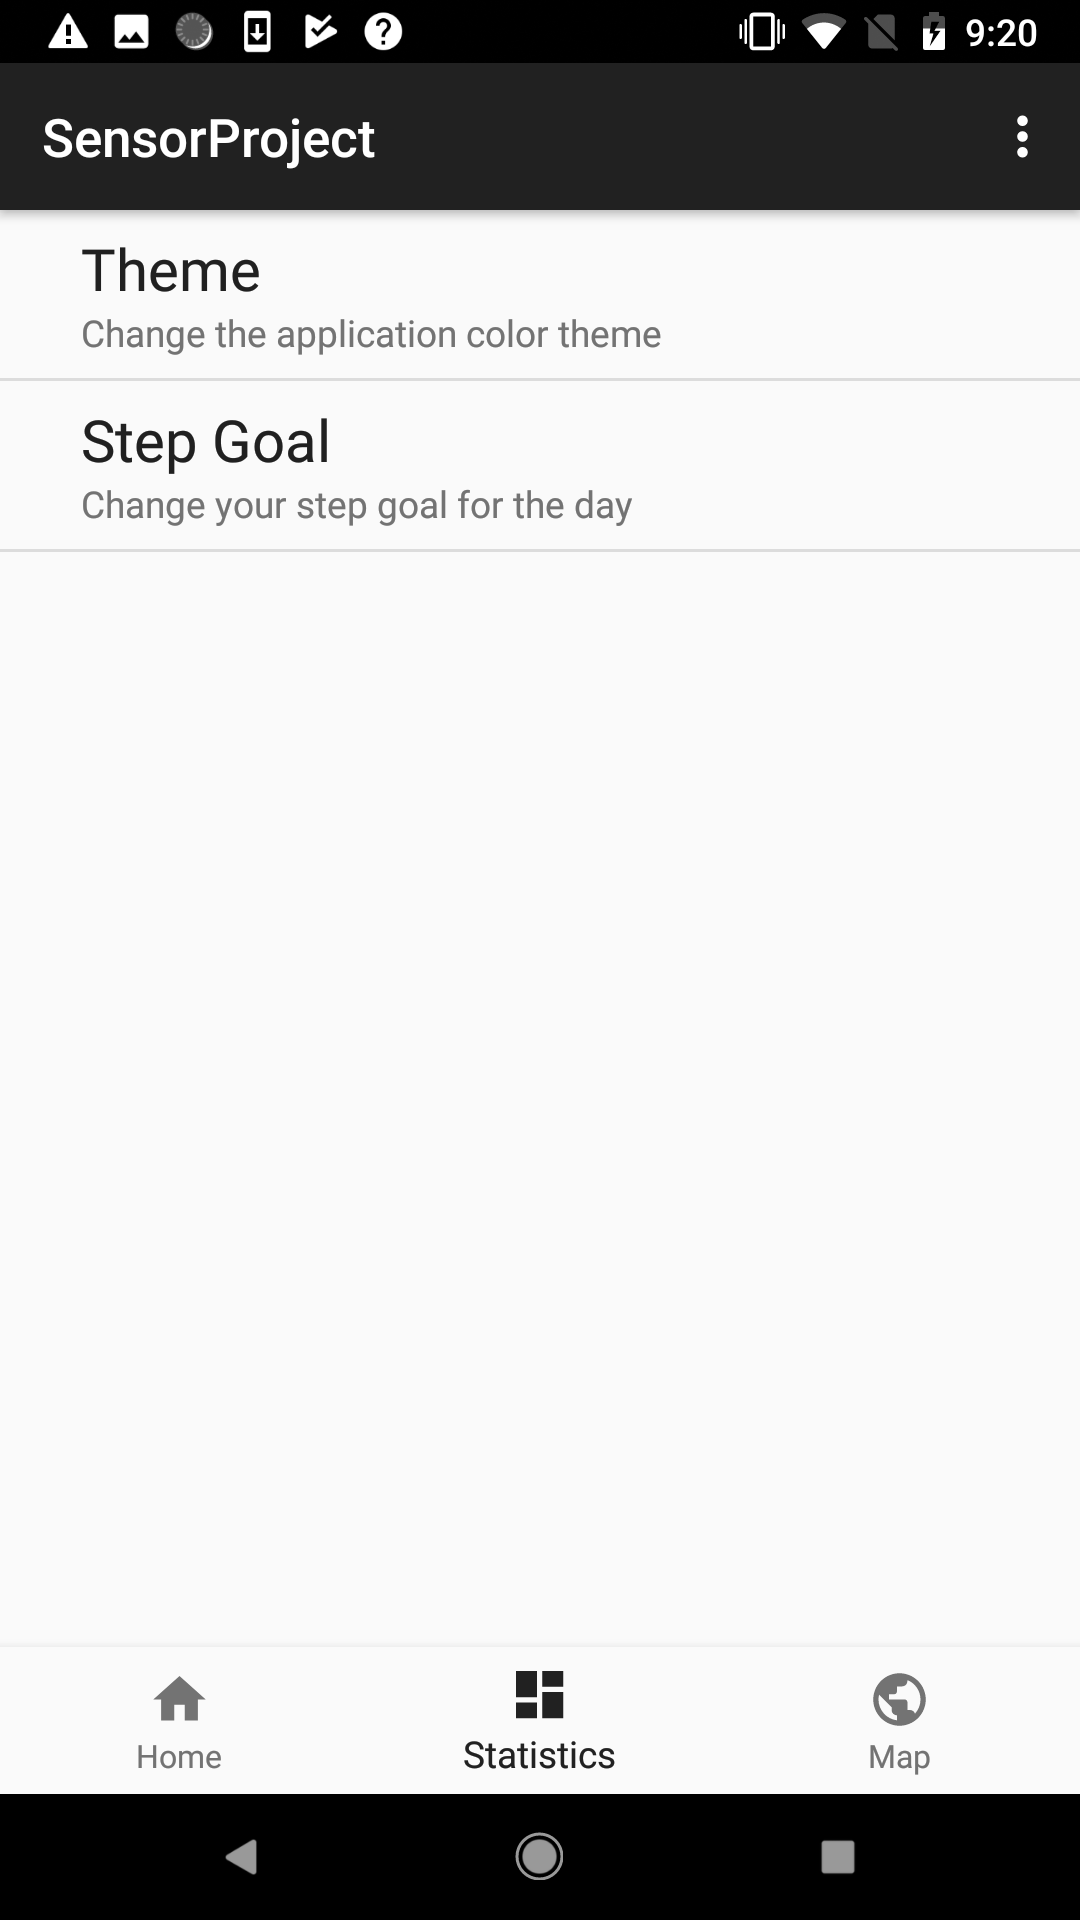 9:20
SensorProject
Theme
Change the application color theme
Step Goal
Change your step goal for the day
Home
Statistics
Map